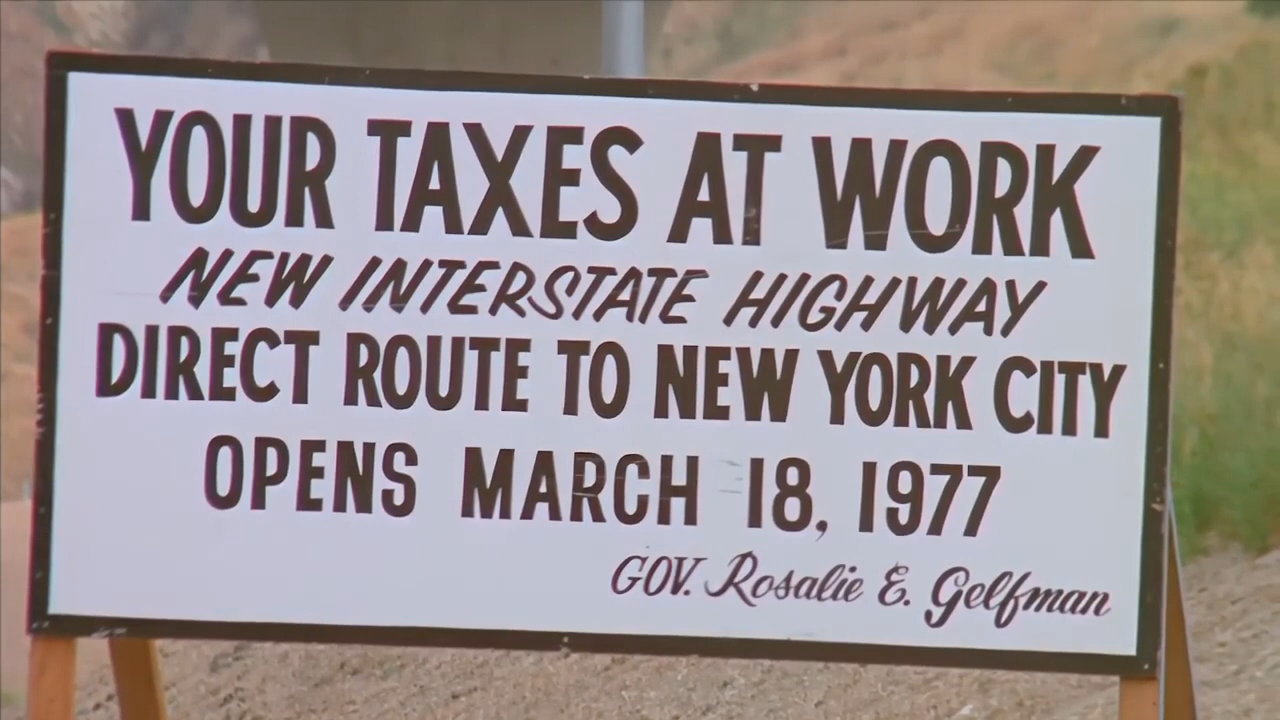 YOUR TAXES AT WORK
NEW INTERSTATE HIGHWAY
DIRECT ROUTE TO NEW YORK CITY
OPENS MARCH 18, 1977
GOV. Rosalie E. Gelfman